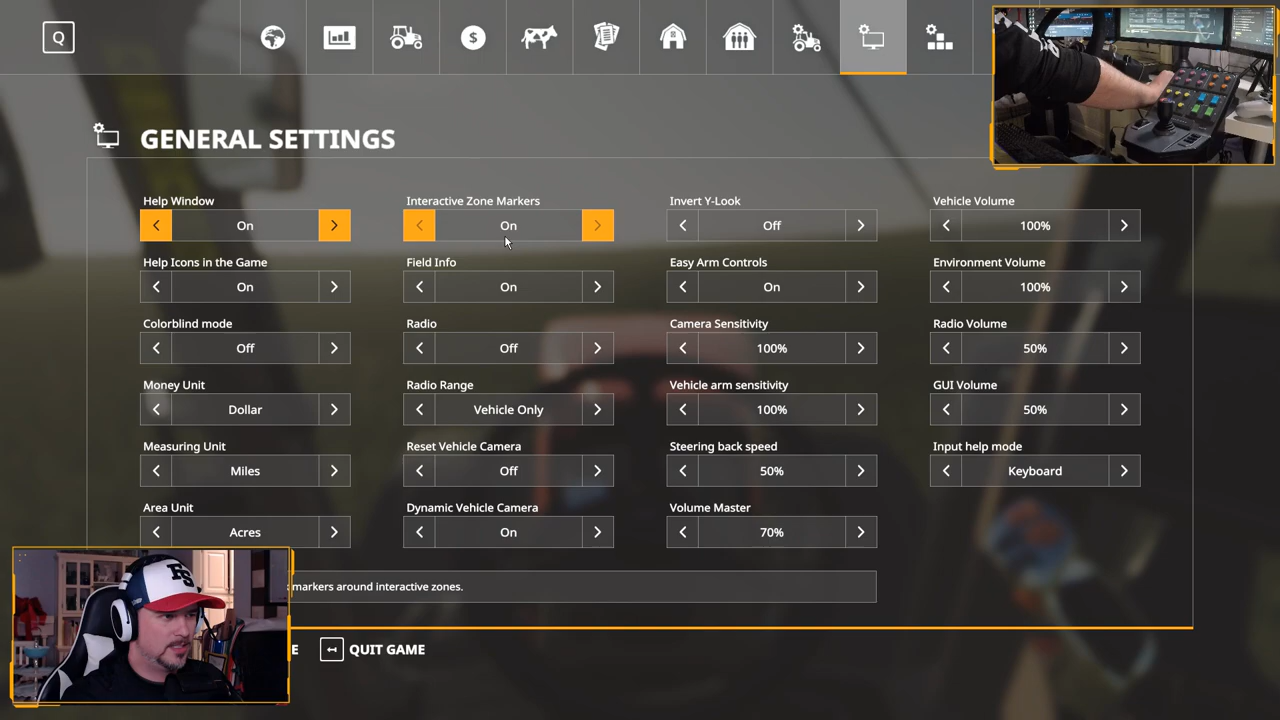 Q
$
GENERAL SETTINGS
Help Window
On
Interactive Zone Markers
On
Invert Y-Look
Off
Vehicle Volume
100%
Help Icons in the Game
On
Field Info
On
Easy Arm Controls
On
Environment Volume
100%
Colorblind mode
Off
Radio
Off
Camera Sensitivity
100%
Radio Volume
50%
Money Unit
Dollar
Radio Range
Vehicle Only
Vehicle arm sensitivity
100%
GUI Volume
50%
Measuring Unit
Miles
Reset Vehicle Camera
Off
Steering back speed
50%
Input help mode
Keyboard
Area Unit
Acres
Dynamic Vehicle Camera
On
Volume Master
70%
markers around interactive zones.
E
QUIT GAME